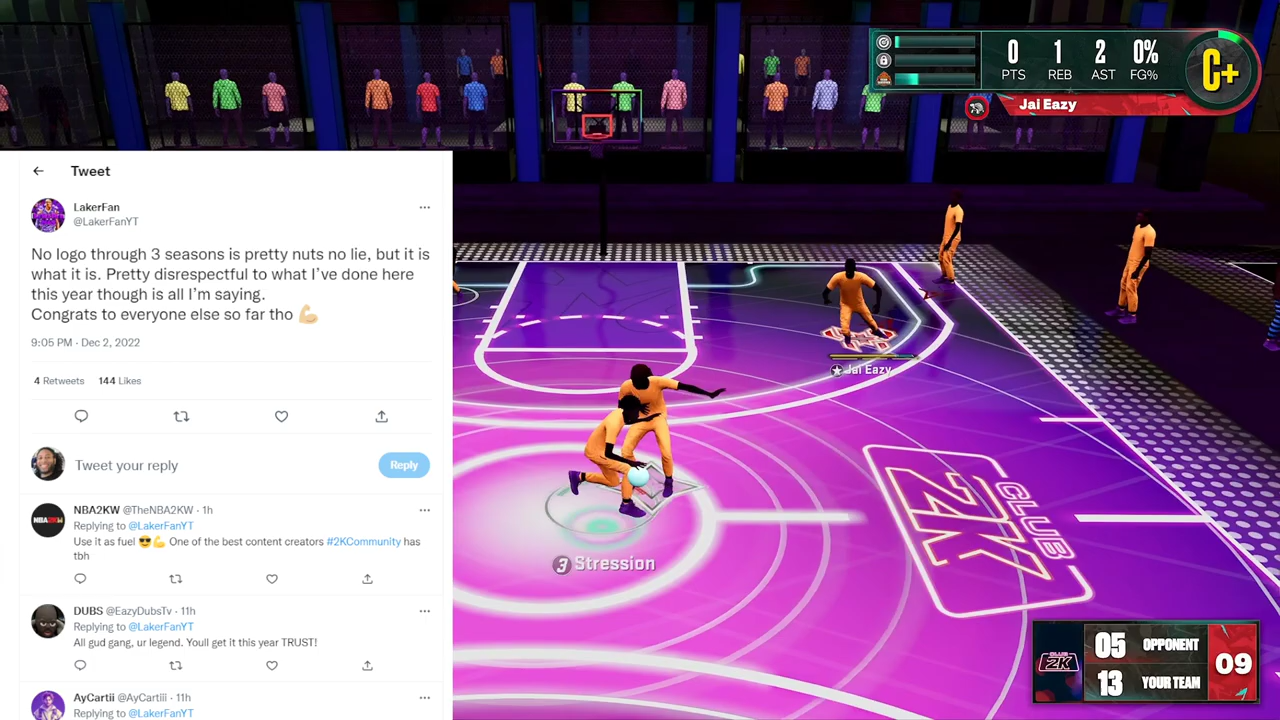 Tweet
LakerFan
@LakerFanYT
No logo through 3 seasons is pretty nuts no lie, but it is
what it is. Pretty disrespectful to what I've done here
this year though is all I'm saying.
Congrats to everyone else so far tho 💪🏼
9:05 PM · Dec 2, 2022
4 Retweets 144 Likes
Tweet your reply
Reply
NBA2KW @TheNBA2KW · 1h
Replying to @LakerFanYT
Use it as fuel 😎💪🏼 One of the best content creators #2KCommunity has
tbh
DUBS @EazyDubsTv · 11h
Replying to @LakerFanYT
All gud gang, ur legend. Youll get it this year TRUST!
AyCartii @AyCartiii · 11h
Replying to @LakerFanYT
NBA2KW
0 1 2 0%
PTS REB AST FG%
C+
Jai Eazy
Jai Eazy
3 Stression
CLUB
2K
CLUB
2K
05 OPPONENT
13 YOUR TEAM
09